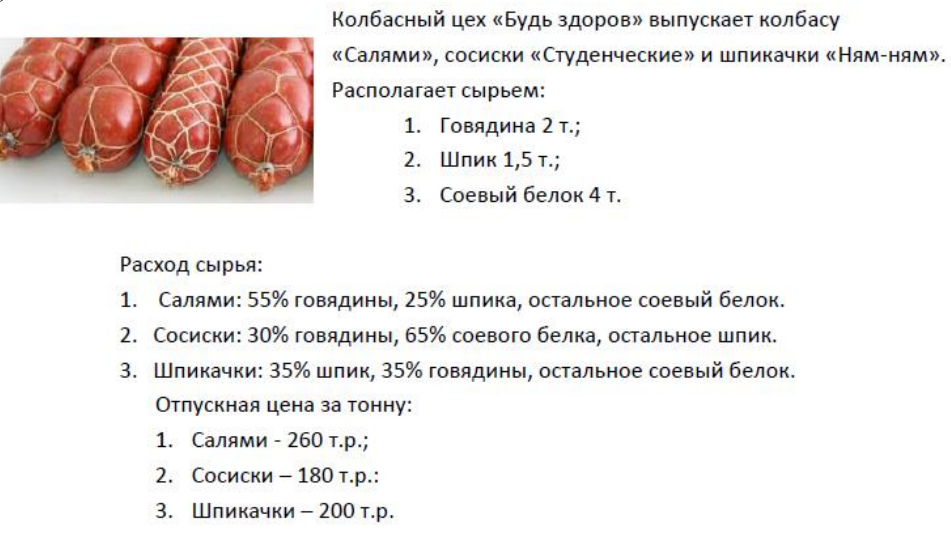 Колбасный цех «Будь здоров» выпускает колбасу
«Салями», сосиски «Студенческие» и шпикачки «Ням-ням».
Располагает сырьем:
1. Говядина 2 т.;
2. Шпик 1,5 т.;
3. Соевый белок 4 т.
Расход сырья:
1. Салями: 55% говядины, 25% шпика, остальное соевый белок.
2. Сосиски: 30% говядины, 65% соевого белка, остальное шпик.
3. Шпикачки: 35% шпик, 35% говядины, остальное соевый белок.
Отпускная цена за тонну:
1. Салями - 260 т.р.;
2. Сосиски – 180 т.р.:
3. Шпикачки – 200 т.р.